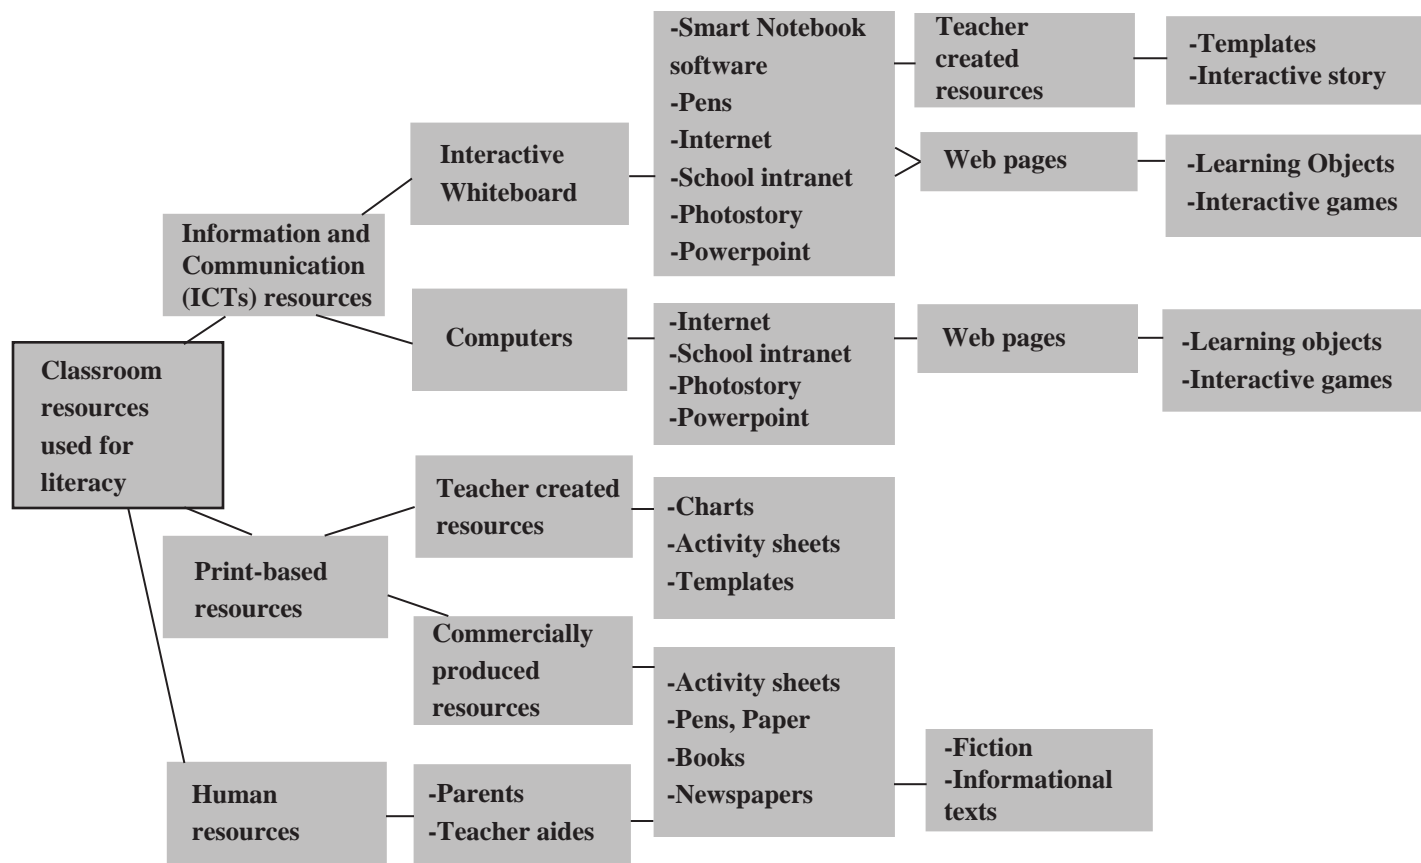 Classroom
resources
used for
literacy
Information and
Communication
(ICTs) resources
Interactive
Whiteboard
-Smart Notebook
software
-Pens
-Internet
-School intranet
-Photostory
-Powerpoint
Teacher
created
resources
-Templates
-Interactive story
Web pages
-Learning Objects
-Interactive games
Computers
-Internet
-School intranet
-Photostory
-Powerpoint
Web pages
-Learning objects
-Interactive games
Print-based
resources
Teacher created
resources
-Charts
-Activity sheets
-Templates
Commercially
produced
resources
-Activity sheets
-Pens, Paper
-Books
-Newspapers
-Fiction
-Informational
texts
Human
resources
-Parents
-Teacher aides